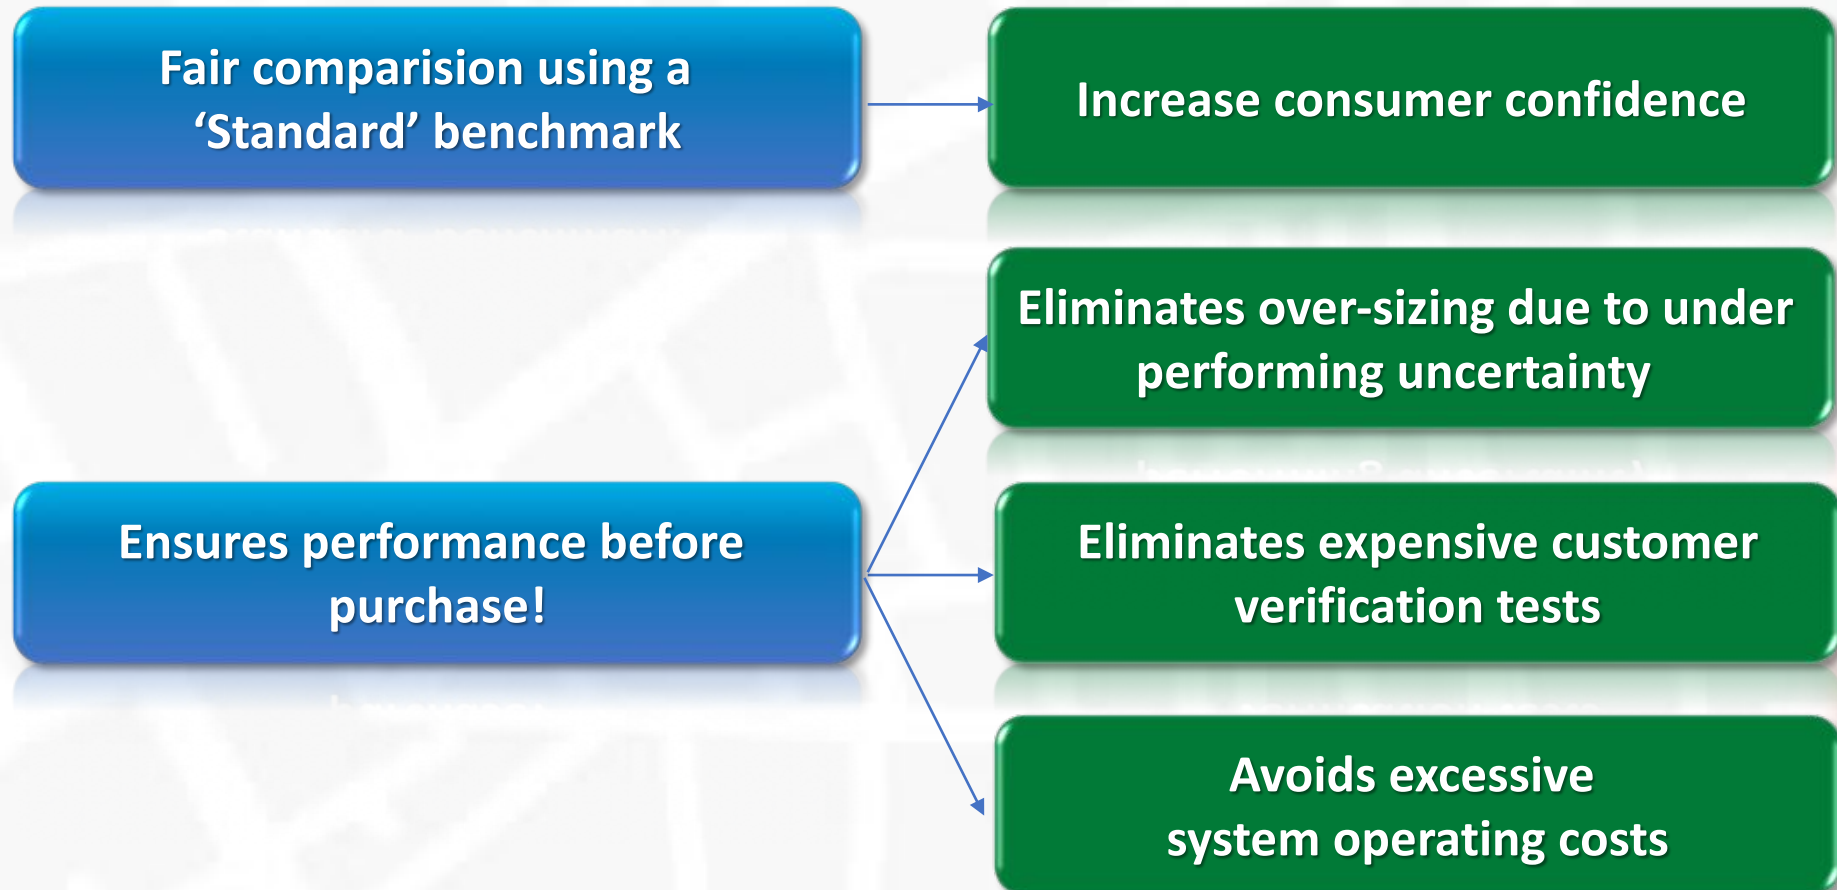 Fair comparision using a
‘Standard’ benchmark
Increase consumer confidence
Eliminates over-sizing due to under
performing uncertainty
Ensures performance before
purchase!
Eliminates expensive customer
verification tests
Avoids excessive
system operating costs